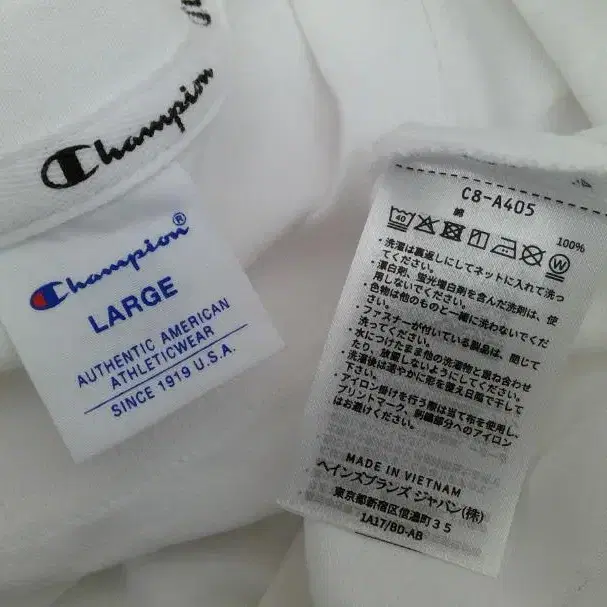 Champion
Champion®
LARGE
AUTHENTIC AMERICAN
ATHLETICWEAR
SINCE 1919 U.S.A.
C8-A405
綿 100%
40
W
・洗濯は裏返しにしてネットに入れて洗っ
てください。
・漂白剤、蛍光増白剤を含んだ洗剤は、使
用しないでください。
・色物は他のものと一緒に洗わないでくだ
さい。
・ファスナーが付いている製品は、閉じて
洗ってください。
・水につけたまま他の洗濯物と重ね合わせ
たり、放置しないようにしてください。
・洗濯後は速やかに形を整え日陰で干して
下さい。
・アイロン掛けを行う際は当て布を使用し、
プリントマーク、刺繍部分へのアイロン
はお避けください。
MADE IN VIETNAM
ヘインズブランズ ジャパン(株)
東京都新宿区信濃町35
1A17/BD-AB